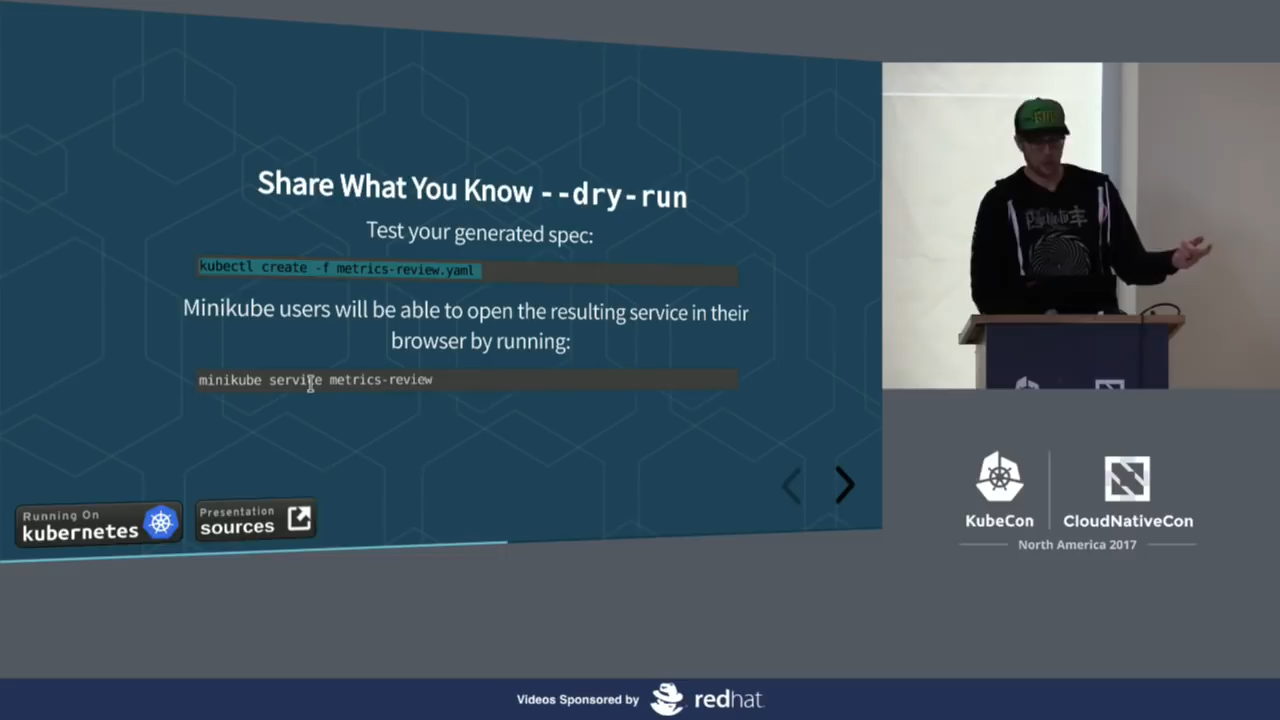 Share What You Know --dry-run
Test your generated spec:
kubectl create -f metrics-review.yaml
Minikube users will be able to open the resulting service in their
browser by running:
minikube service metrics-review
Running On
kubernetes
Presentation
sources
KubeCon
CloudNativeCon
North America 2017
Videos Sponsored by
redhat